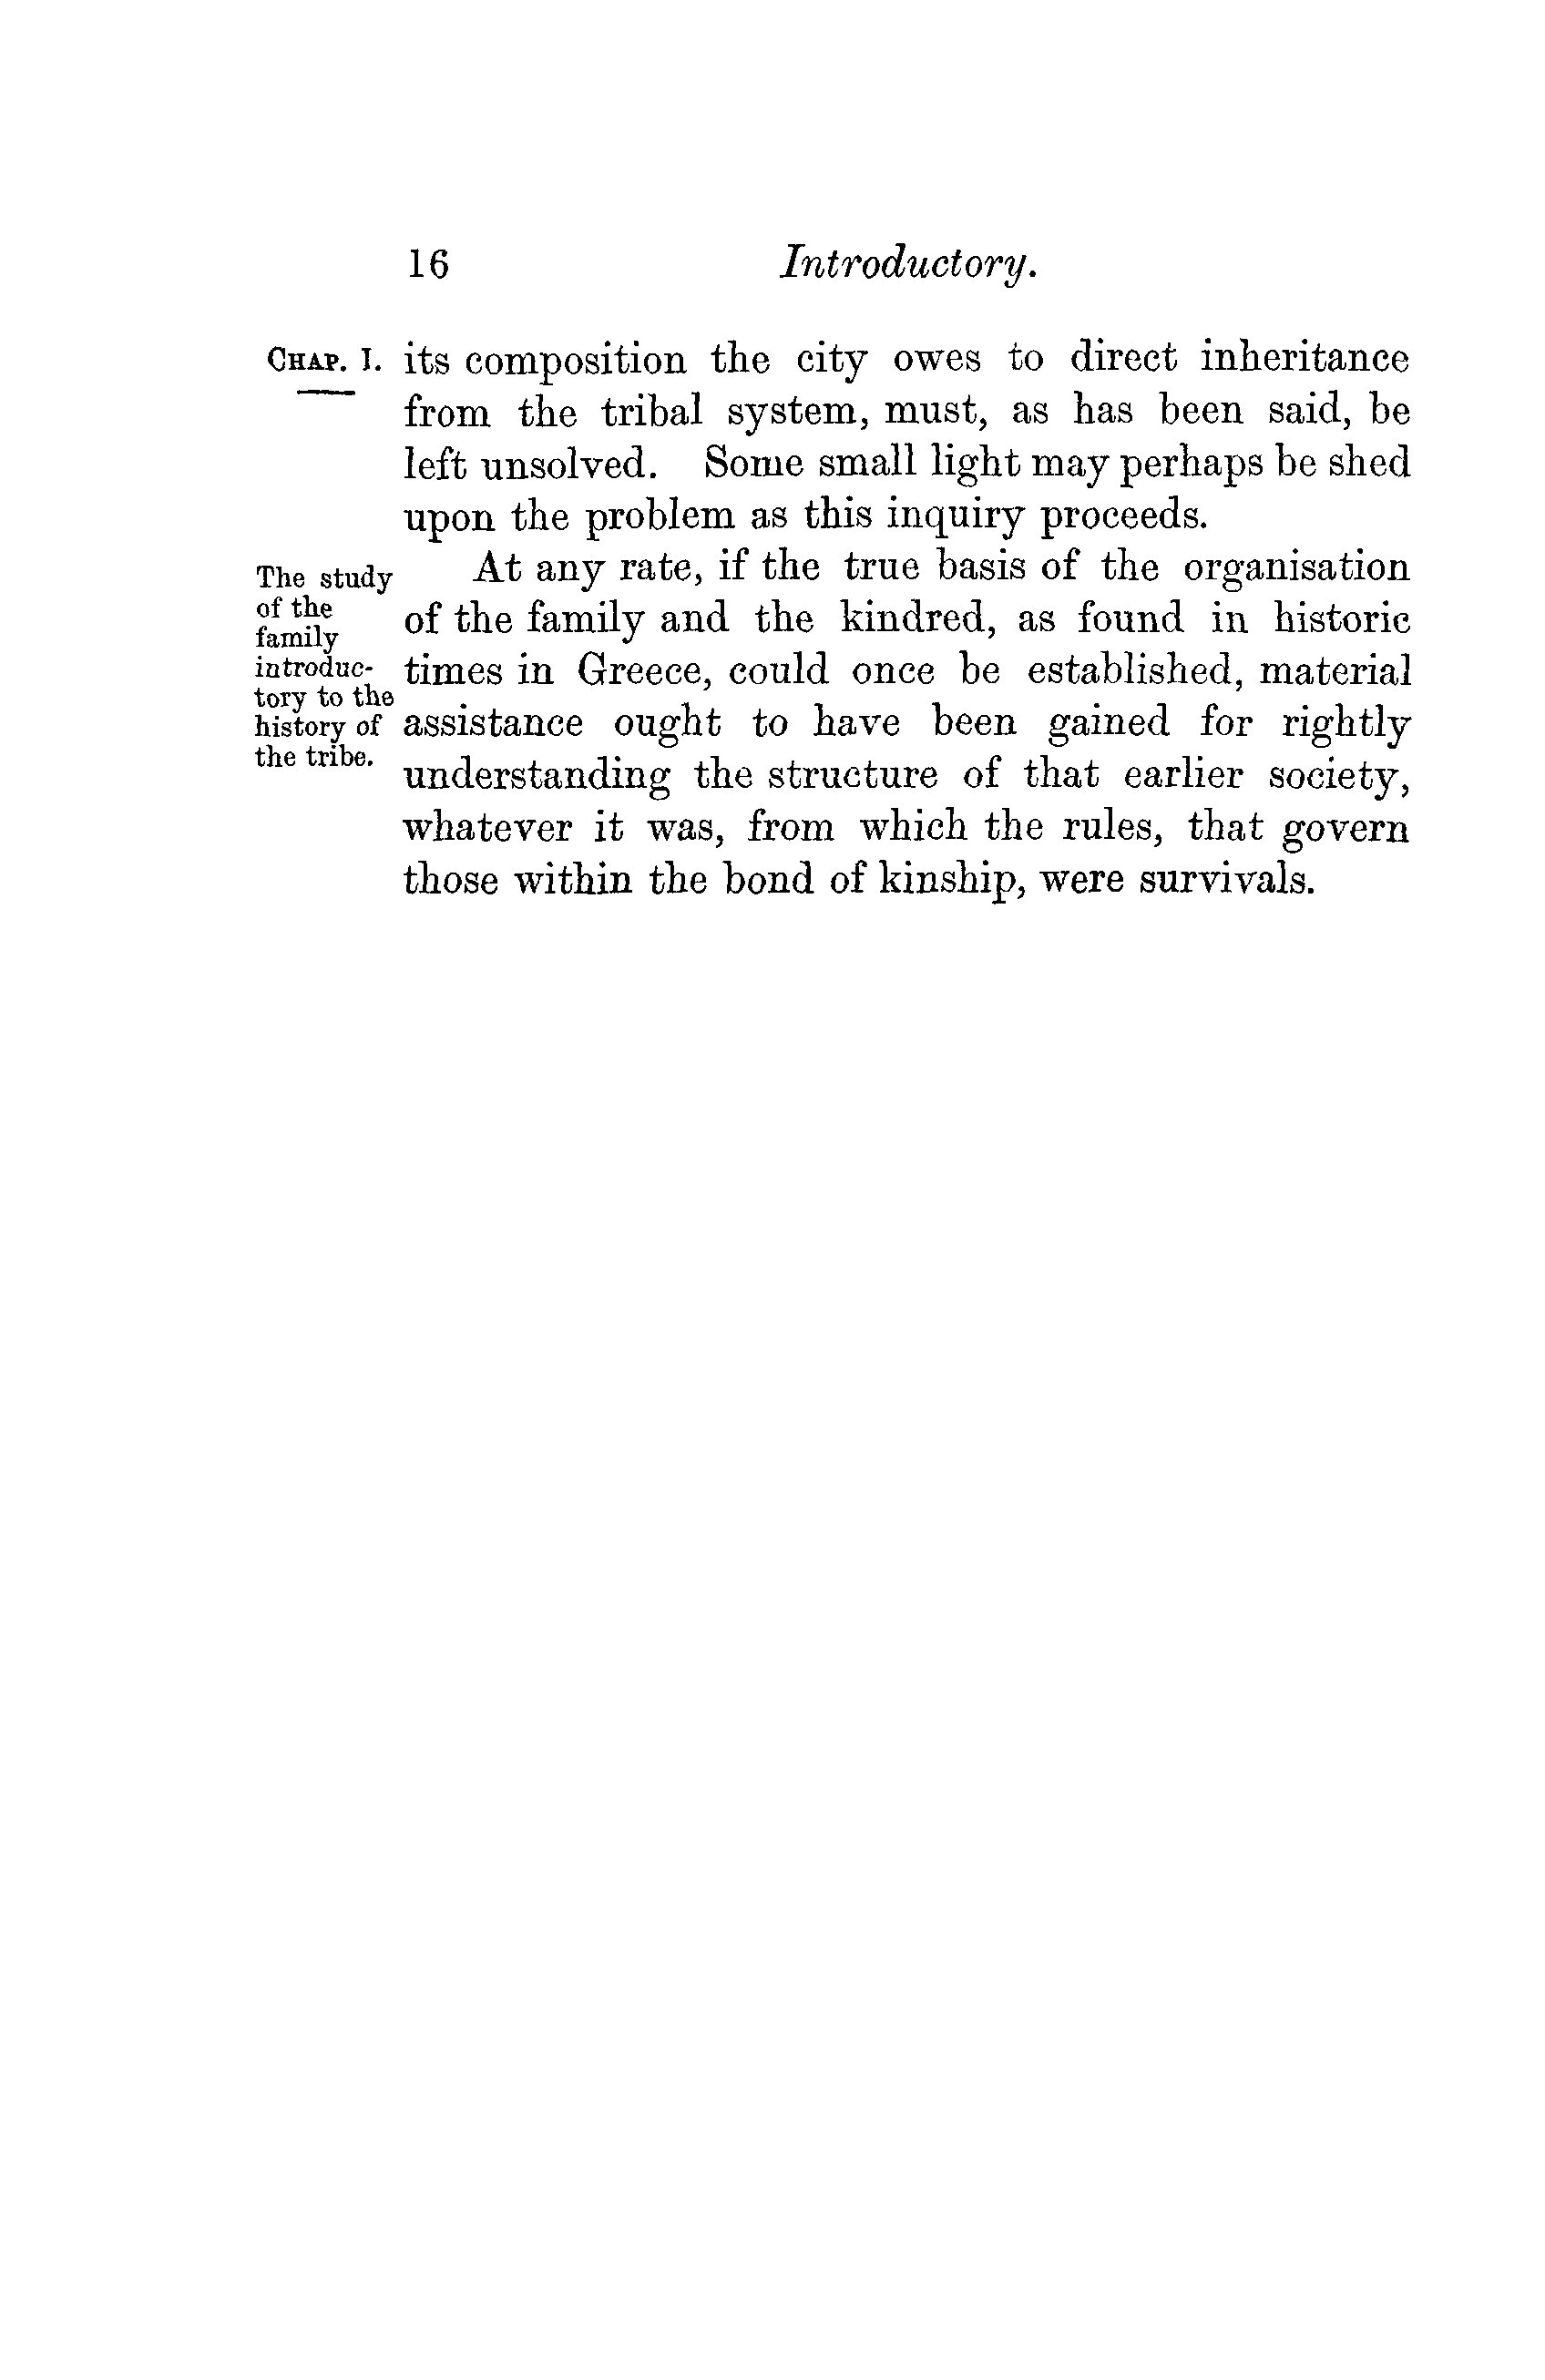 16 Introductory.
CHAP. I.
its composition the city owes to direct inheritance
from the tribal system, must, as has been said, be
left unsolved. Some small light may perhaps be shed
upon the problem as this inquiry proceeds.
The study
of the
family
introduc-
tory to the
history of
the tribe.
At any rate, if the true basis of the organisation
of the family and the kindred, as found in historic
times in Greece, could once be established, material
assistance ought to have been gained for rightly
understanding the structure of that earlier society,
whatever it was, from which the rules, that govern
those within the bond of kinship, were survivals.